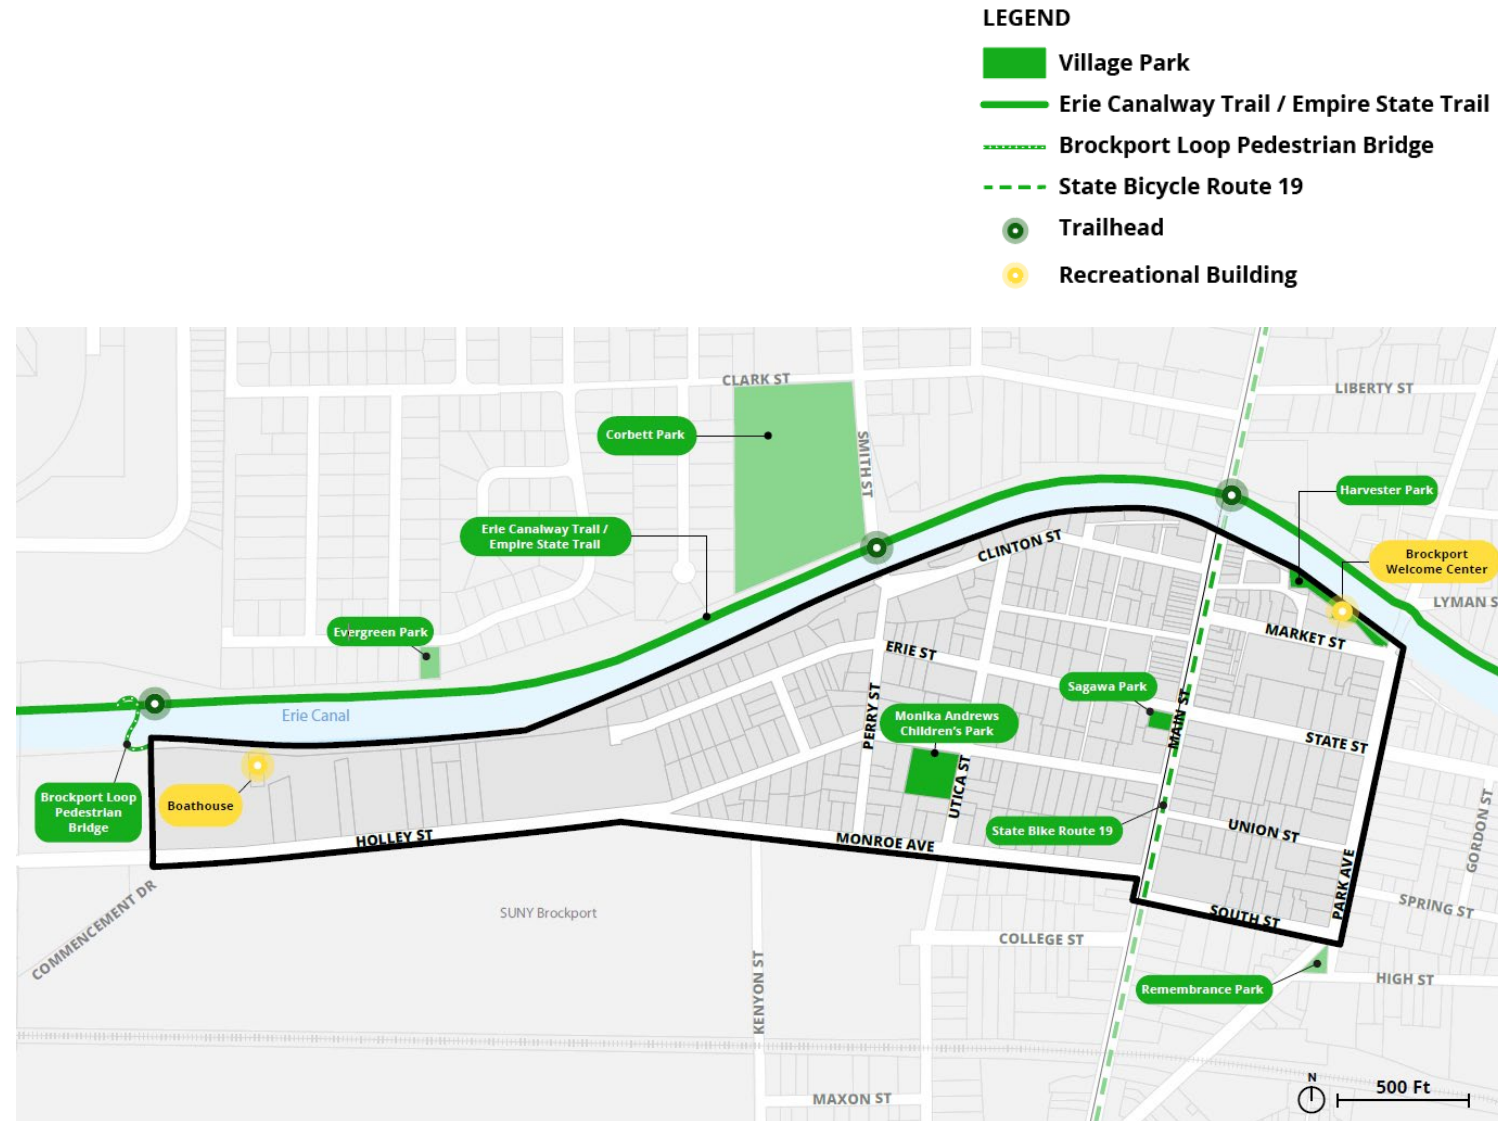 LEGEND
Village Park
Erie Canalway Trail / Empire State Trail
Brockport Loop Pedestrian Bridge
State Bicycle Route 19
Trailhead
Recreational Building
CLARK ST
LIBERTY ST
Corbett Park
SMITH ST
Harvester Park
Erie Canalway Trail /
Empire State Trail
CLINTON ST
Brockport
Welcome Center
LYMAN S
Evergreen Park
MARKET ST
ERIE ST
Sagawa Park
Erie Canal
PERRY ST
Monika Andrews
Children's Park
MAIN ST
STATE ST
UTICA ST
Brockport Loop
Pedestrian
Bridge
Boathouse
HOLLEY ST
MONROE AVE
State Bike Route 19
UNION ST
GORDON ST
PARK AVE
COMMENCEMENT DR
SUNY Brockport
SOUTH ST
SPRING ST
COLLEGE ST
KENYON ST
Remembrance Park
HIGH ST
MAXON ST
N
500 Ft